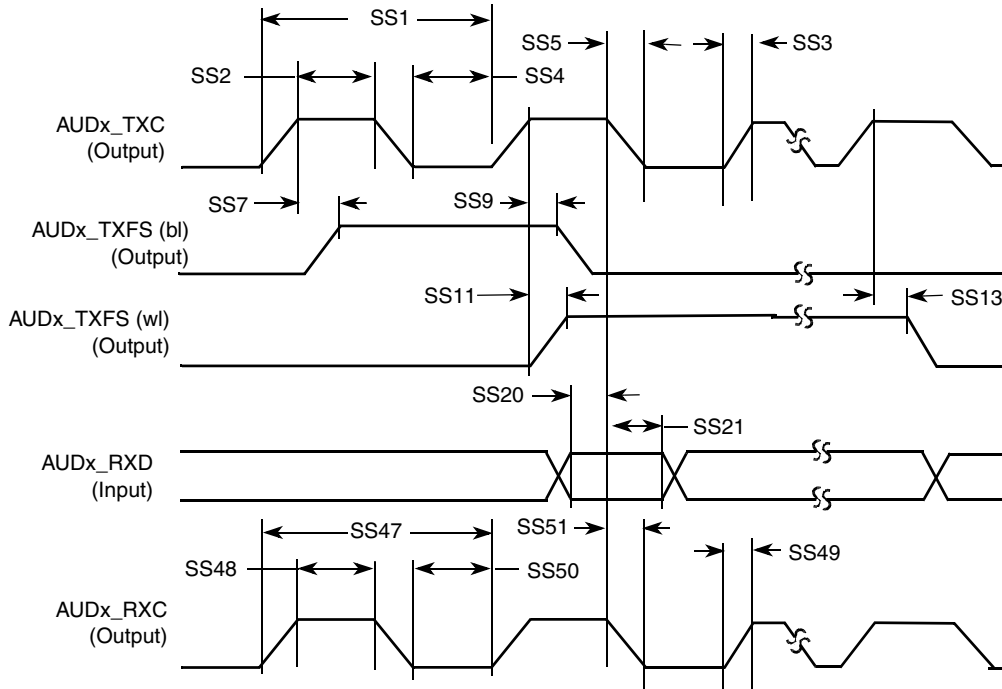 SS1
SS5
SS3
SS2
SS4
AUDx_TXC
(Output)
SS7
SS9
AUDx_TXFS (bl)
(Output)
SS11
SS13
AUDx_TXFS (wl)
(Output)
SS20
SS21
AUDx_RXD
(Input)
SS47
SS51
SS49
SS48
SS50
AUDx_RXC
(Output)